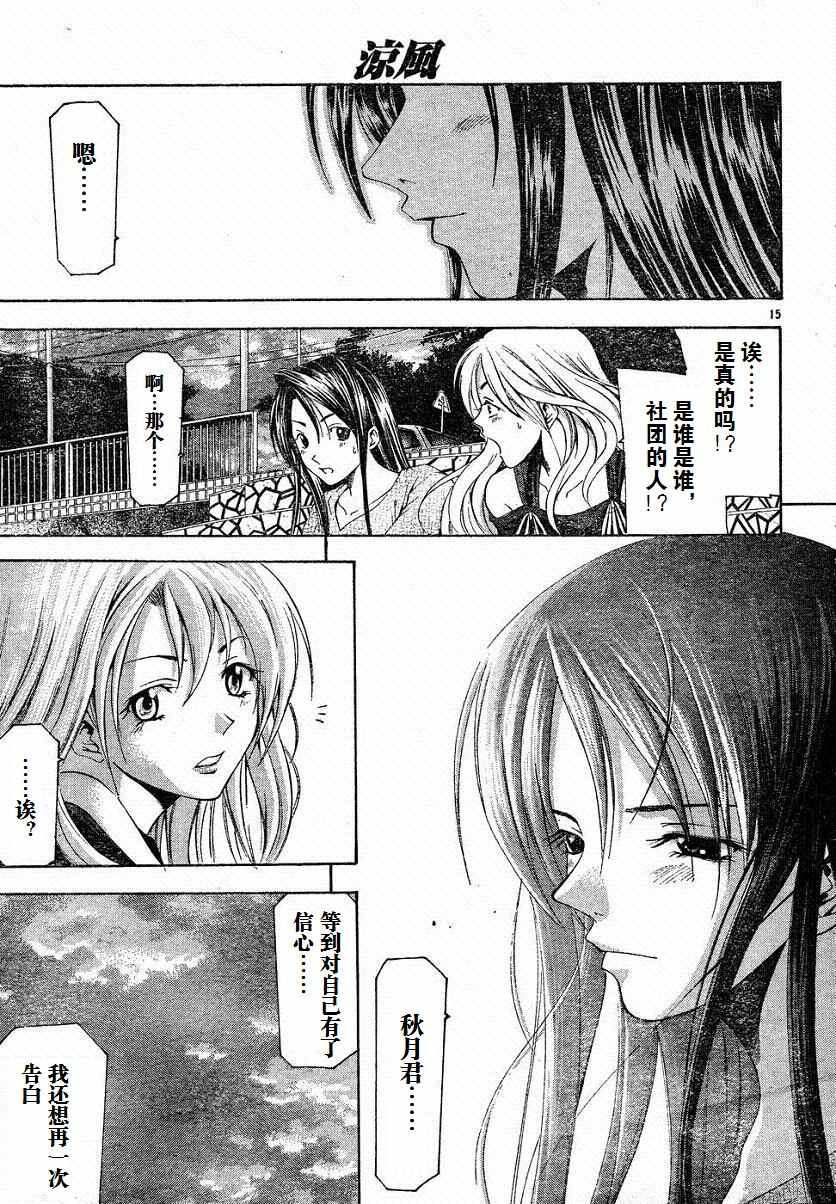 涼風
嗯……
15
诶……
是真的吗!?
是谁是谁,
社团的人!?
啊…那个……
……诶?
秋月君……
等到对自己有了
信心……
我还想再一次
告白